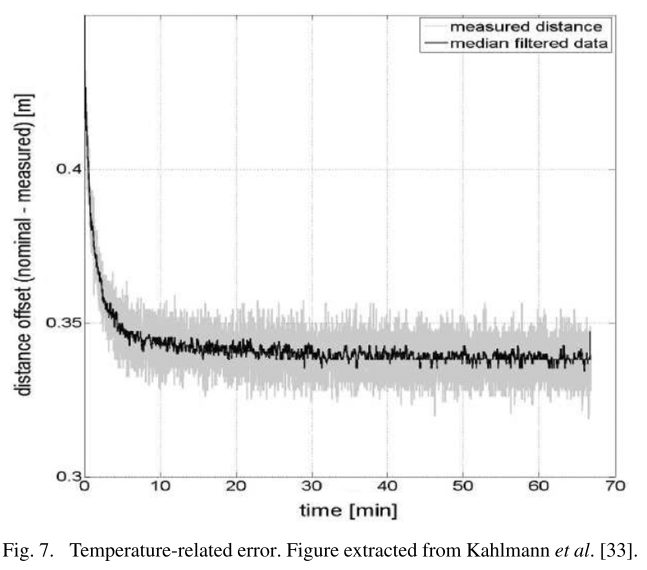 measured distance
median filtered data
distance offset (nominal - measured) [m]
0.4
0.35
0.3
0 10 20 30 40 50 60 70
time [min]
Fig. 7. Temperature-related error. Figure extracted from Kahlmann et al. [33].